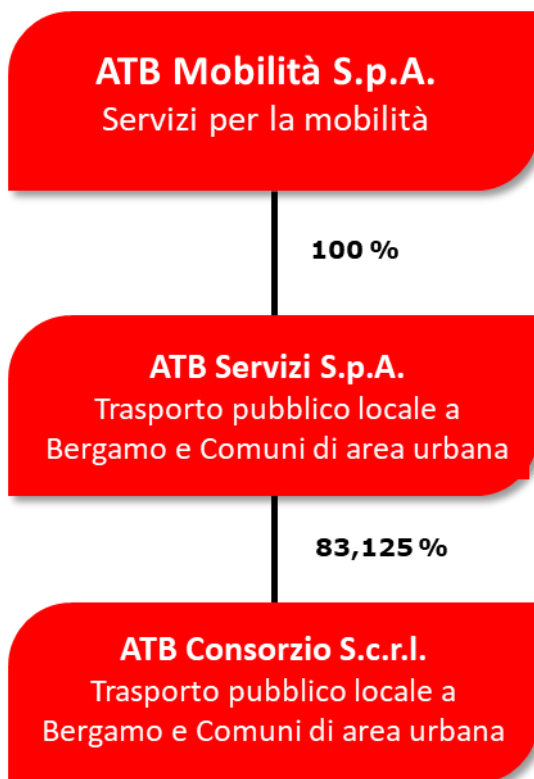 ATB Mobilità S.p.A.
Servizi per la mobilità
100 %
ATB Servizi S.p.A.
Trasporto pubblico locale a
Bergamo e Comuni di area urbana
83,125 %
ATB Consorzio S.c.r.l.
Trasporto pubblico locale a
Bergamo e Comuni di area urbana